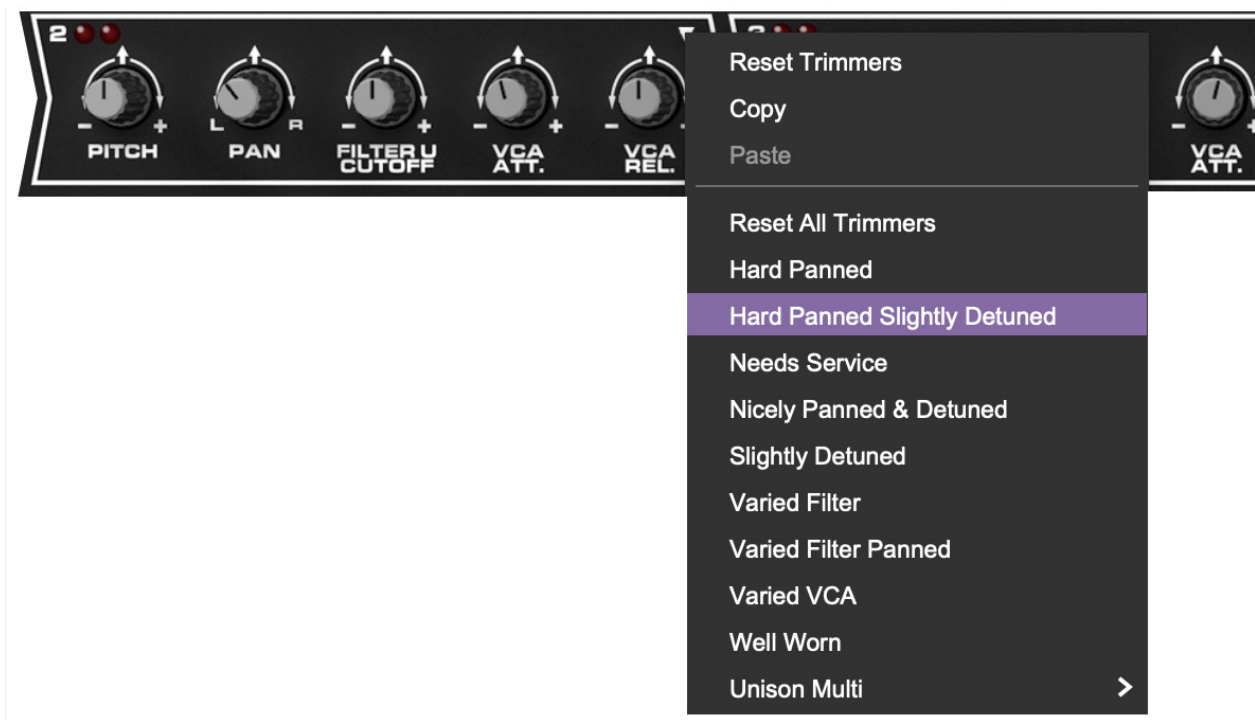 2
- +
PITCH
L R
PAN
- +
FILTER U
CUTOFF
- +
VCA
ATT.
-
VCA
REL.
Reset Trimmers
Copy
Paste
Reset All Trimmers
Hard Panned
Hard Panned Slightly Detuned
Needs Service
Nicely Panned & Detuned
Slightly Detuned
Varied Filter
Varied Filter Panned
Varied VCA
Well Worn
Unison Multi
-
VCA
ATT.